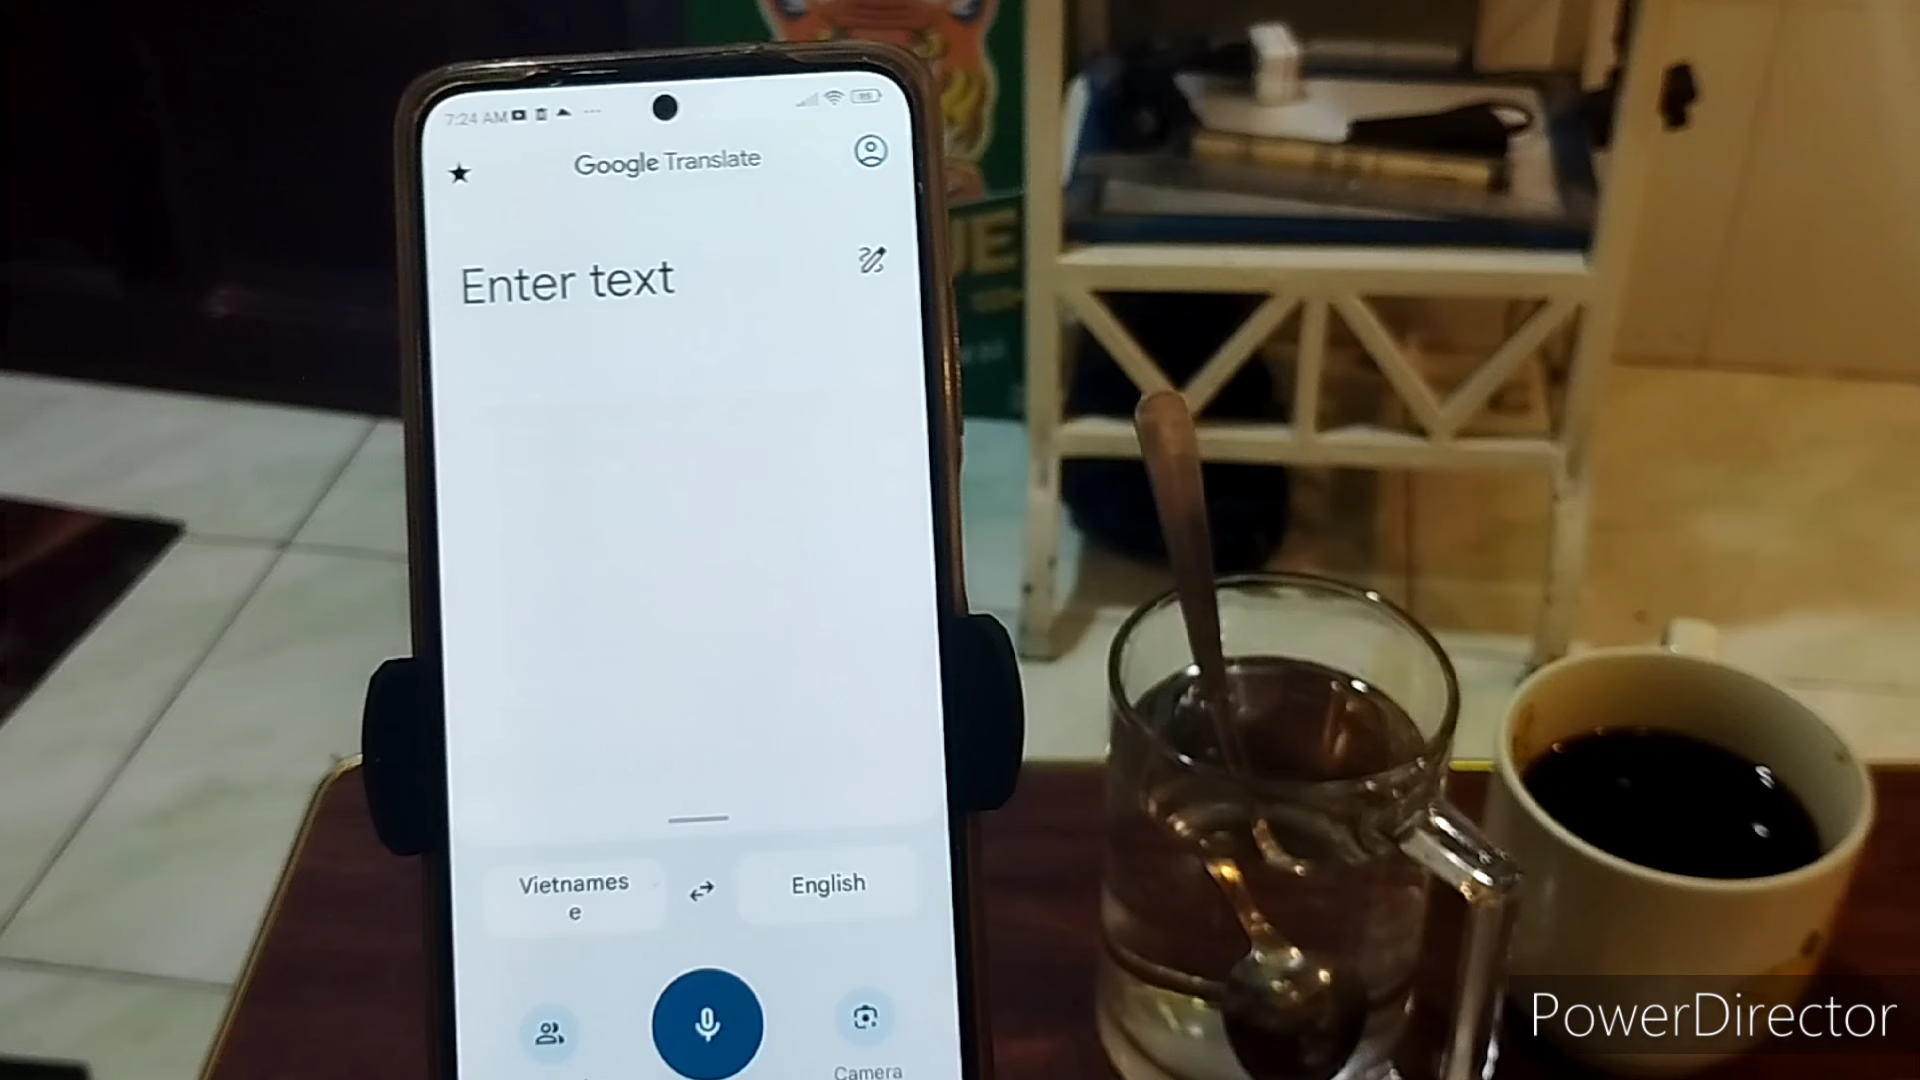 7:24 AM
Google Translate
Enter text
Vietnames
e
English
Camera
PowerDirector